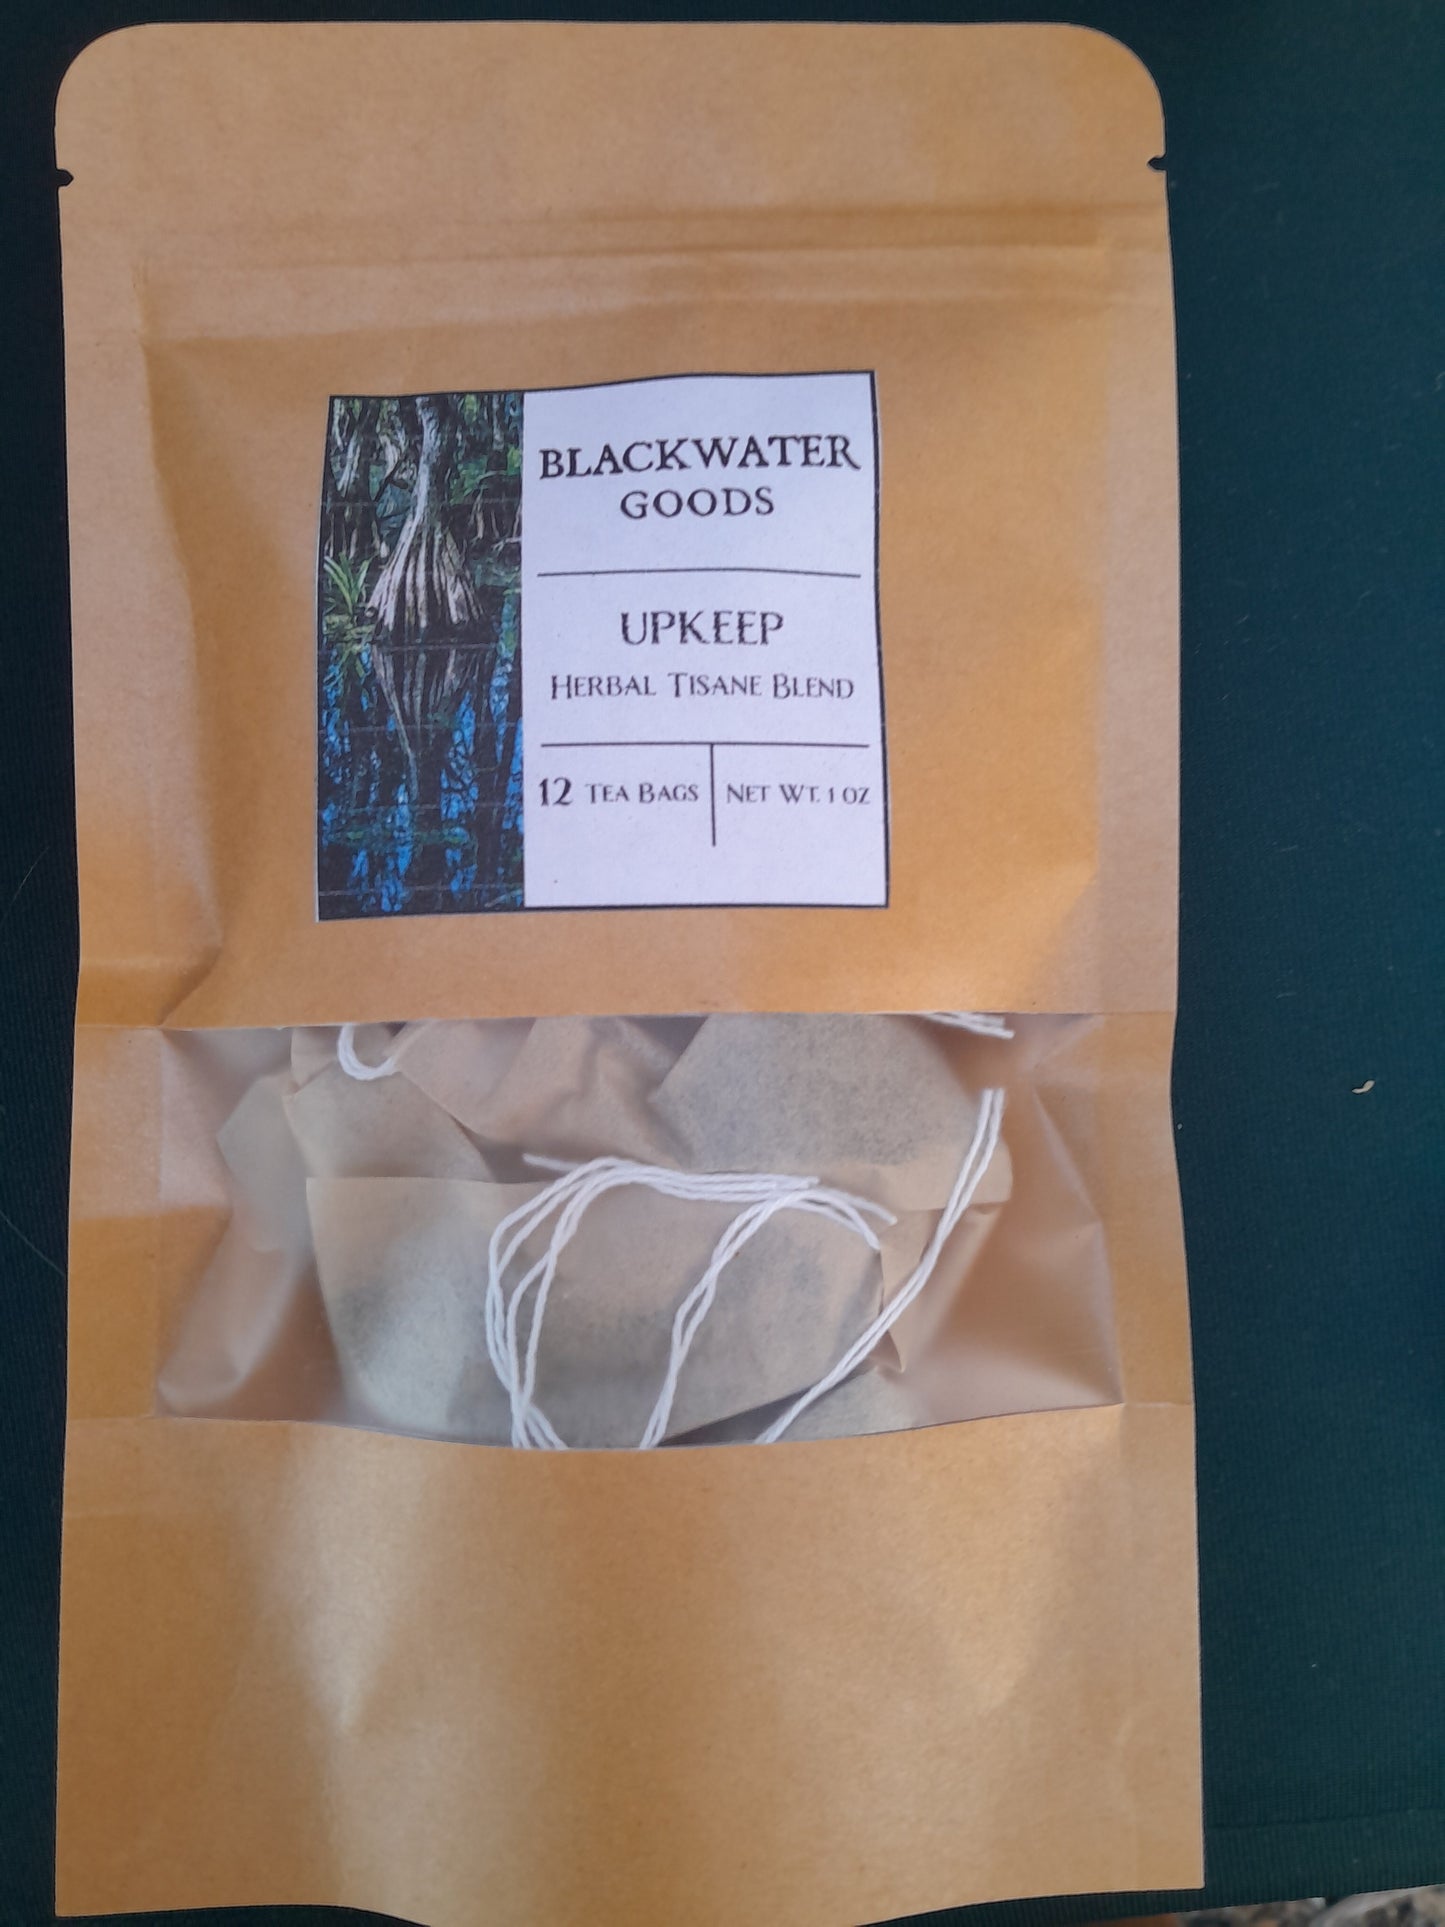 BLACKWATER
GOODS
UPKEEP
HERBAL TISANE BLEND
12 TEA BAGS
NET WT. 1 OZ